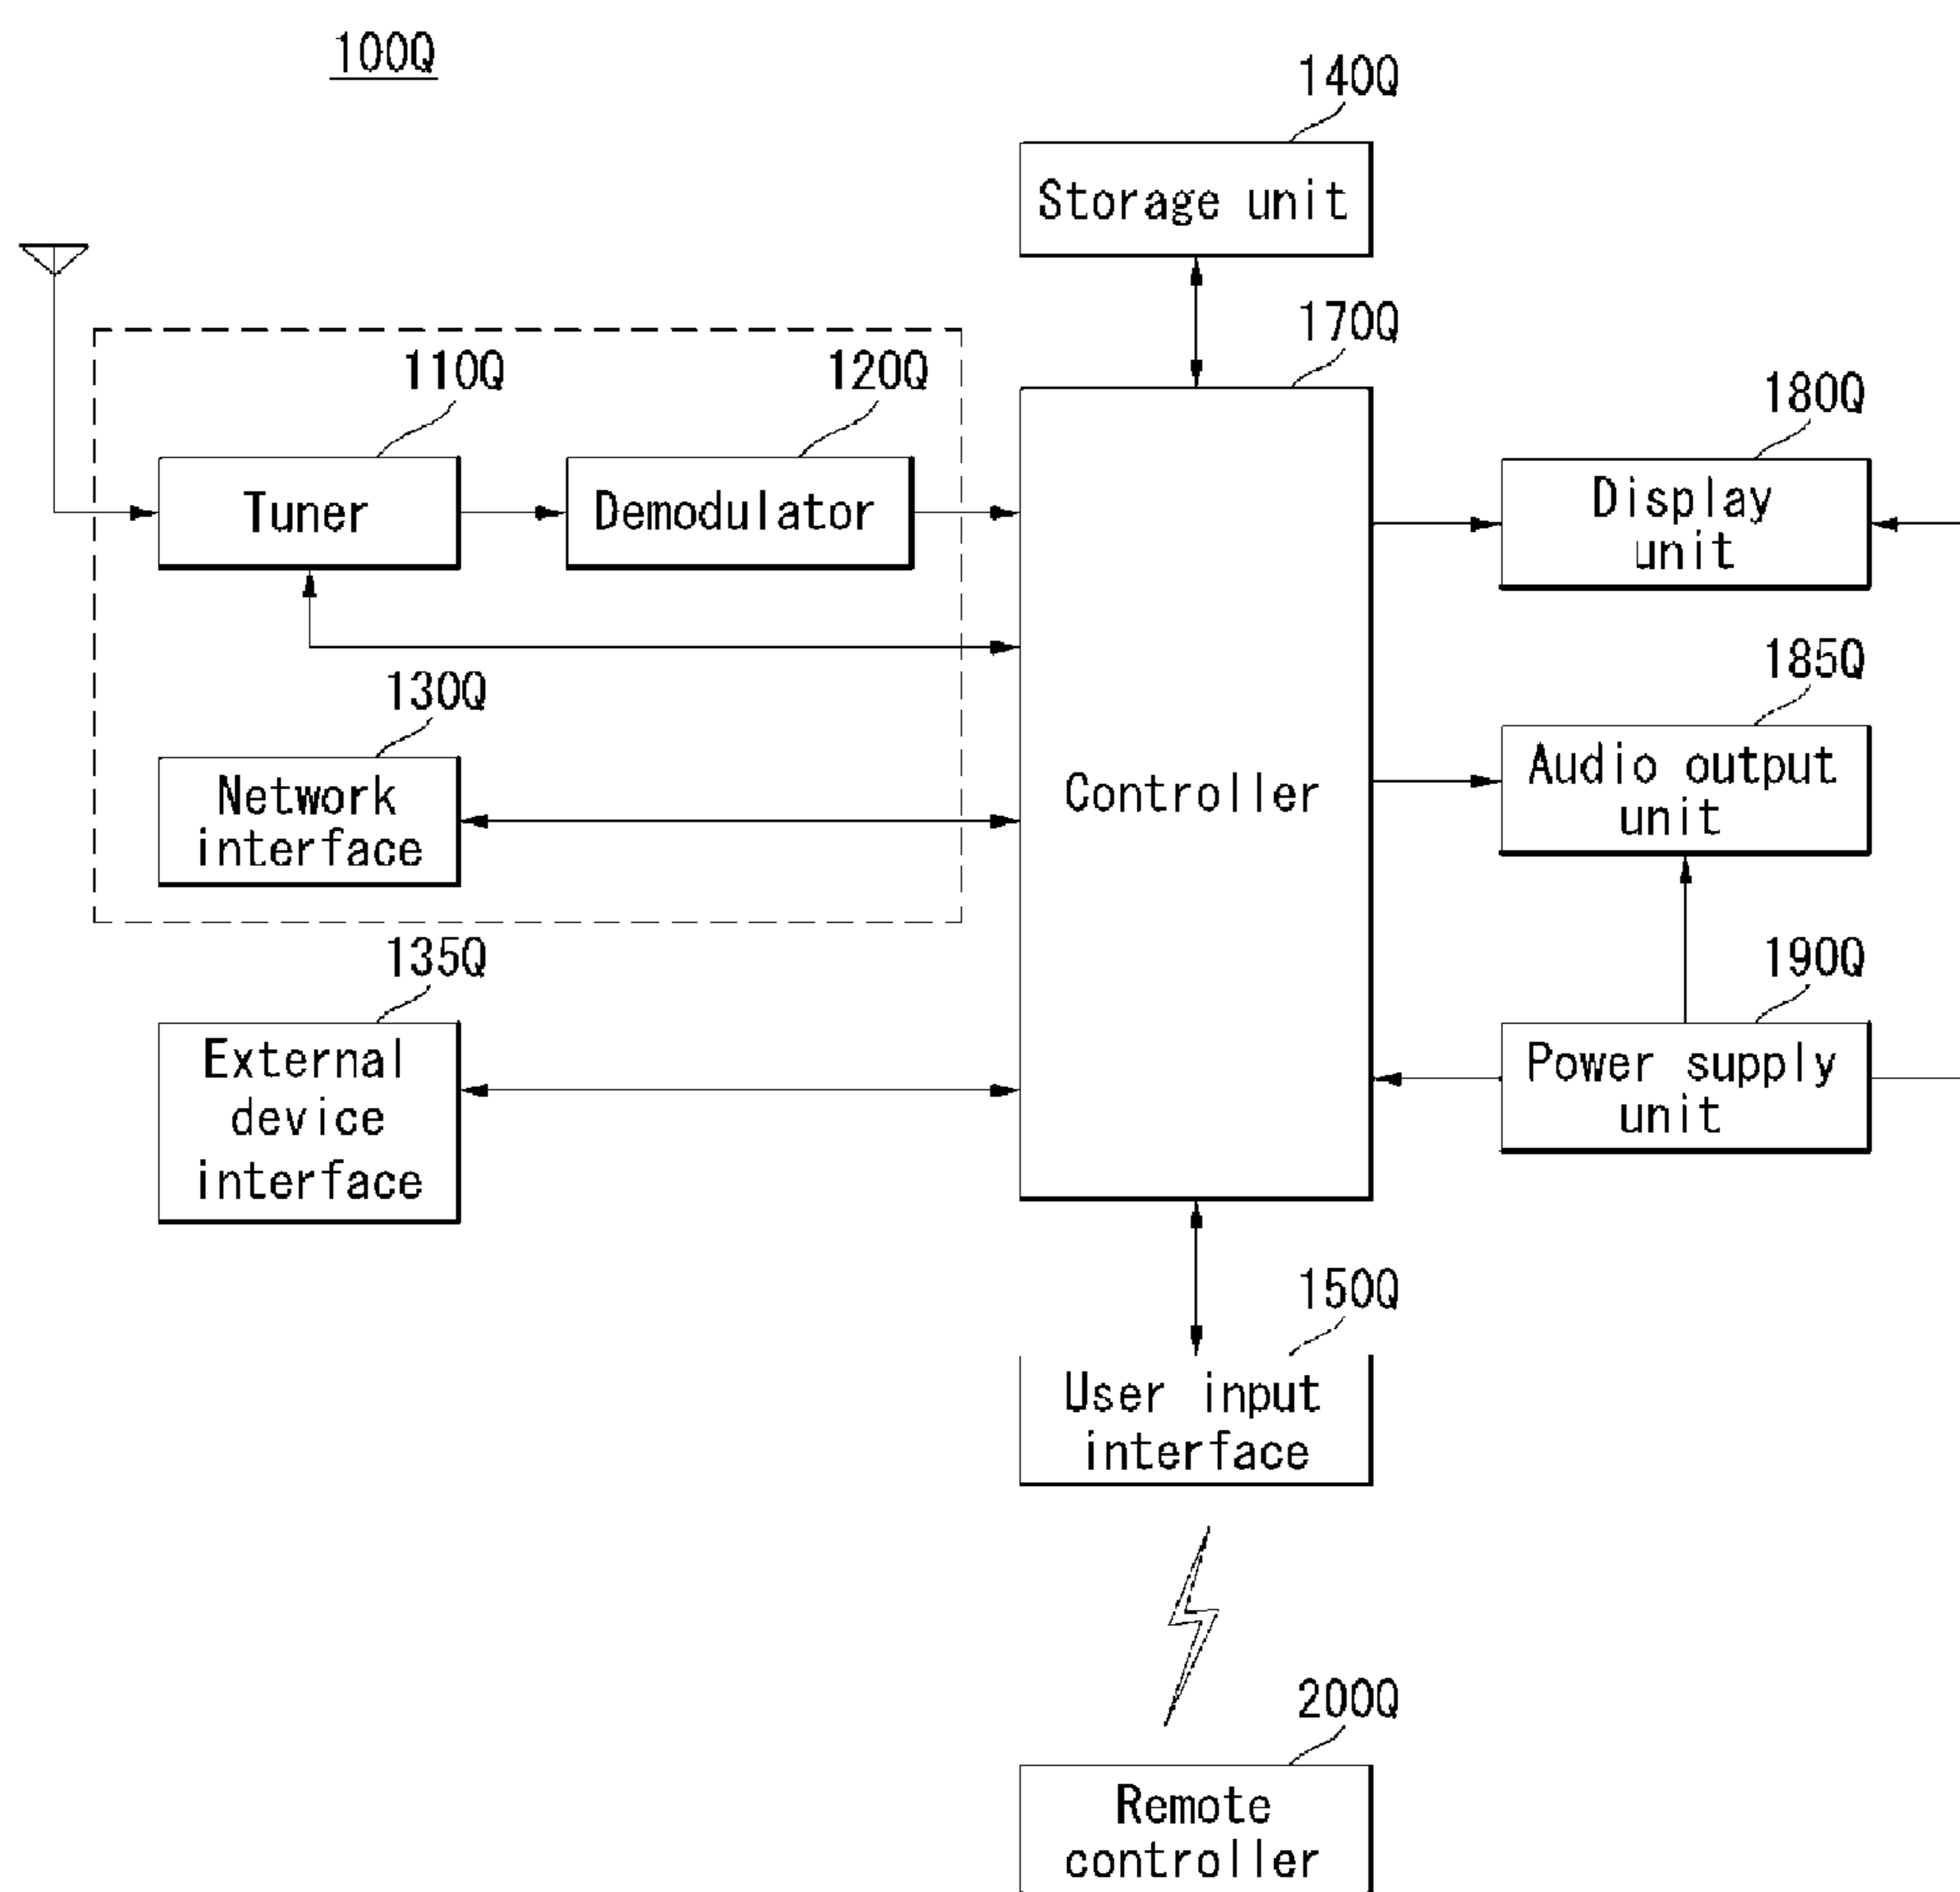 100Q
140Q
Storage unit
170Q
110Q
120Q
180Q
Tuner
Demodulator
Display
unit
130Q
185Q
Network
interface
Controller
Audio output
unit
135Q
190Q
External
device
interface
Power supply
unit
150Q
User input
interface
200Q
Remote
controller